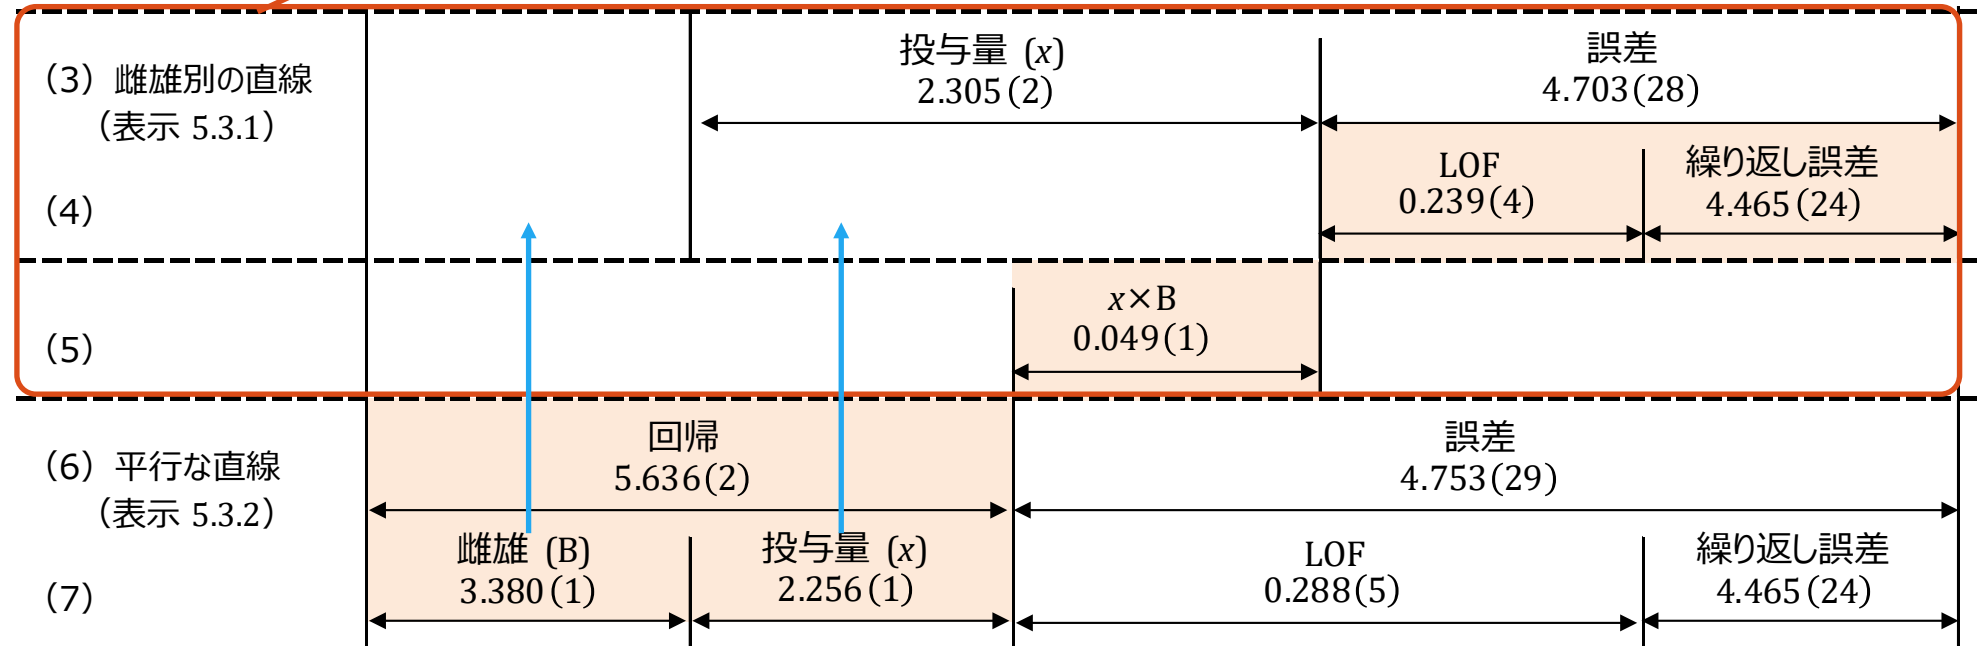 (3) 雌雄別の直線
(表示 5.3.1)
投与量 (x)
2.305(2)
誤差
4.703(28)
(4)
LOF
0.239(4)
繰り返し誤差
4.465(24)
(5)
x×B
0.049(1)
(6) 平行な直線
(表示 5.3.2)
回帰
5.636(2)
誤差
4.753(29)
(7)
雌雄 (B)
3.380(1)
投与量 (x)
2.256(1)
LOF
0.288(5)
繰り返し誤差
4.465(24)